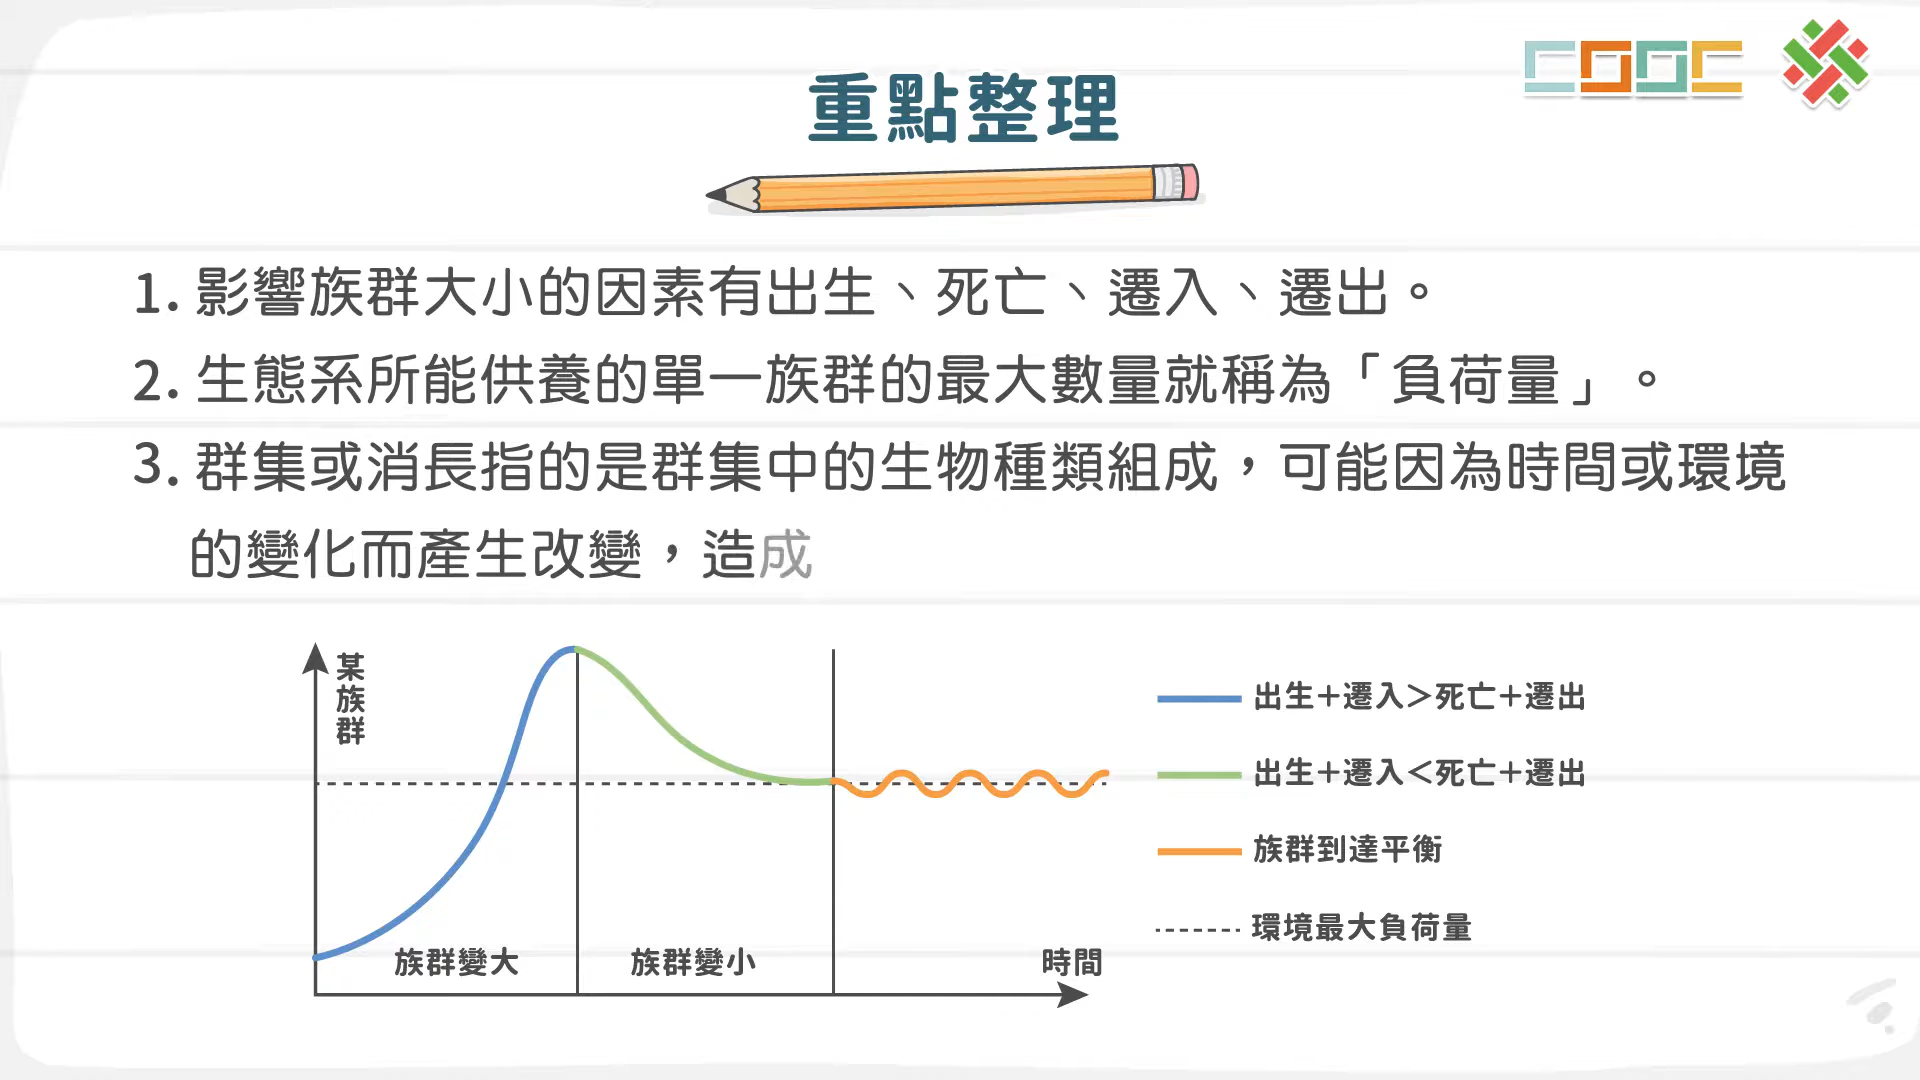 COOC
重點整理
1. 影響族群大小的因素有出生、死亡、遷入、遷出。
2. 生態系所能供養的單一族群的最大數量就稱為「負荷量」。
3. 群集或消長指的是群集中的生物種類組成，可能因為時間或環境
的變化而產生改變，造成
某族群
族群變大
族群變小
時間
出生+遷入>死亡+遷出
出生+遷入<死亡+遷出
族群到達平衡
環境最大負荷量